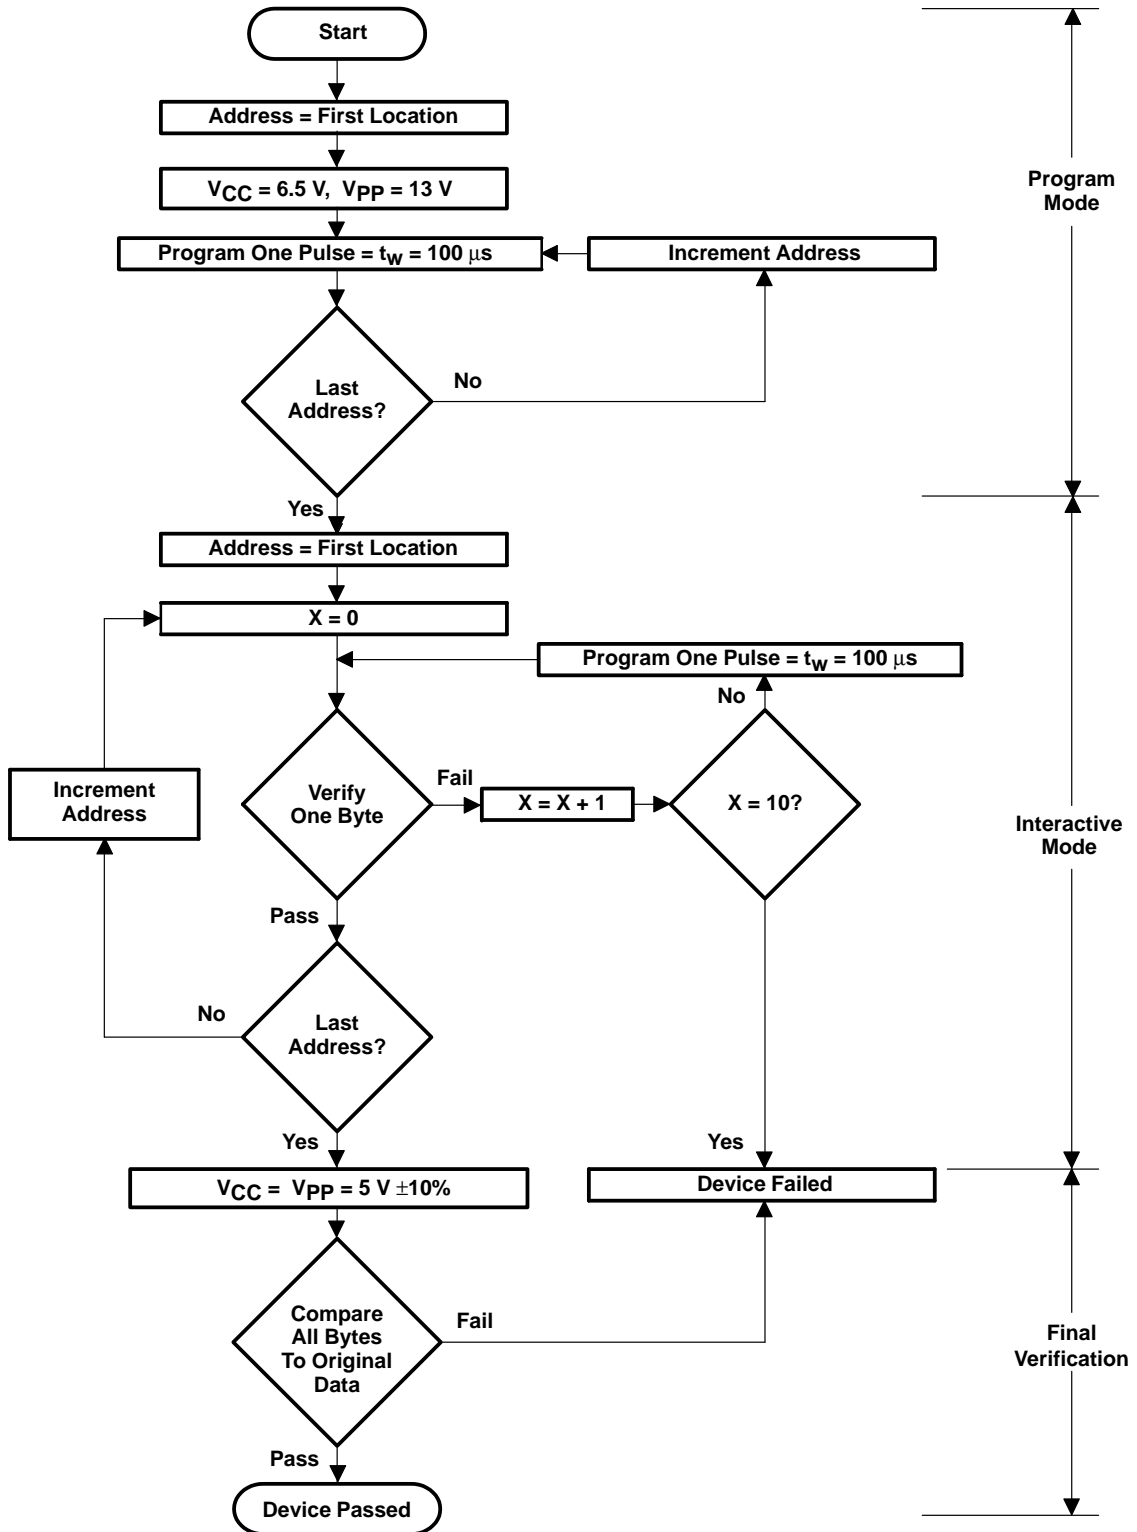 Start
Address = First Location
VCC = 6.5 V, VPP = 13 V
Program One Pulse = tw = 100 μs
Increment Address
Last
Address?
No
Yes
Program
Mode
Address = First Location
X = 0
Program One Pulse = tw = 100 μs
No
Increment
Address
Verify
One Byte
Fail
X = X + 1
X = 10?
Interactive
Mode
Pass
No
Last
Address?
Yes
Yes
VCC = VPP = 5 V ±10%
Device Failed
Compare
All Bytes
To Original
Data
Fail
Final
Verification
Pass
Device Passed